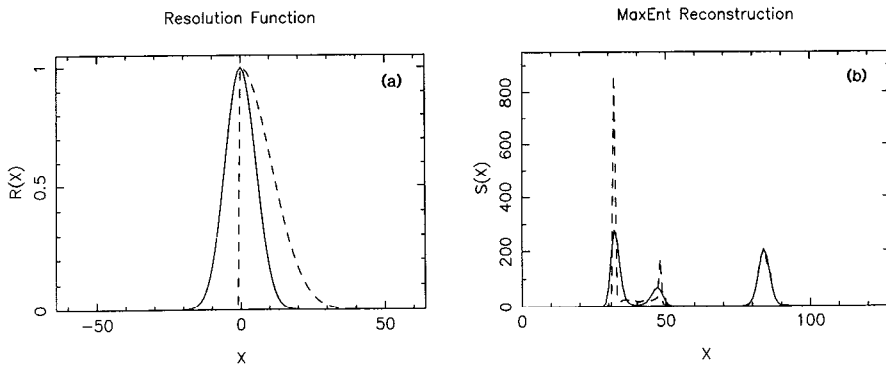 Resolution Function
(a)
R(X)
1
0.5
0
−50
0
50
X
MaxEnt Reconstruction
(b)
S(X)
800
600
400
200
0
0
50
100
X